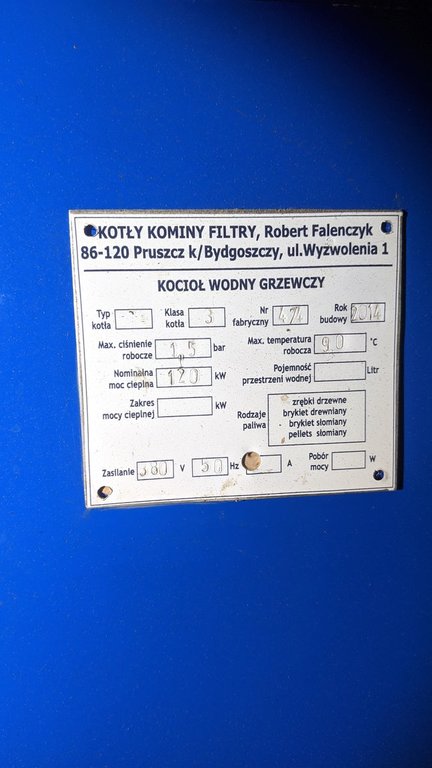 KOTŁY KOMINY FILTRY, Robert Falenczyk
86-120 Pruszcz k/Bydgoszczy, ul.Wyzwolenia 1
KOCIOŁ WODNY GRZEWCZY
Typ kotła
Klasa kotła 3
Nr fabryczny 474
Rok budowy 2014
Max. ciśnienie robocze 1,5 bar
Max. temperatura robocza 90 °C
Nominalna moc cieplna 120 kW
Pojemność przestrzeni wodnej Litr
Zakres mocy cieplnej kW
Rodzaje paliwa
zrębki drzewne
brykiet drewniany
brykiet słomiany
pellets słomiany
Zasilanie 380 V 50 Hz A
Pobór mocy W